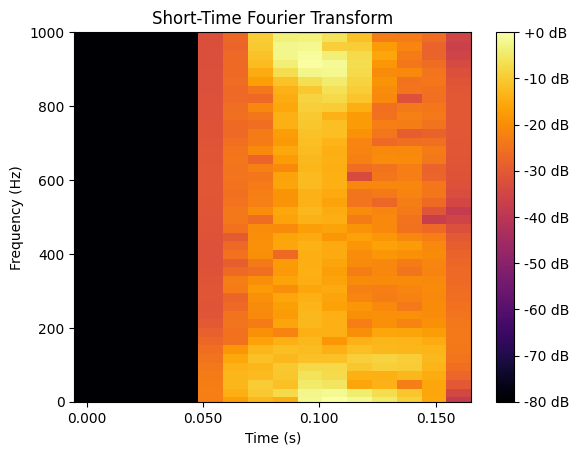 Short-Time Fourier Transform
1000
800
600
400
200
0
Frequency (Hz)
0.000
0.050
0.100
0.150
Time (s)
+0 dB
-10 dB
-20 dB
-30 dB
-40 dB
-50 dB
-60 dB
-70 dB
-80 dB